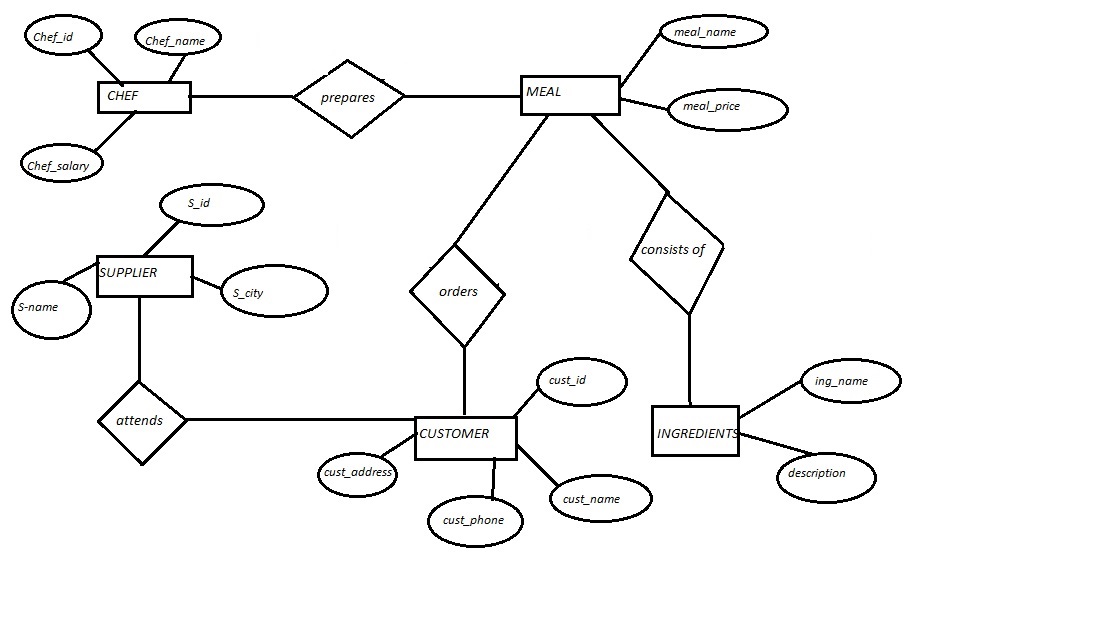 Chef_id
Chef_name
meal_name
CHEF
prepares
MEAL
meal_price
Chef_salary
S_id
consists of
SUPPLIER
S-name
S_city
orders
cust_id
ing_name
attends
CUSTOMER
INGREDIENTS
cust_address
description
cust_name
cust_phone